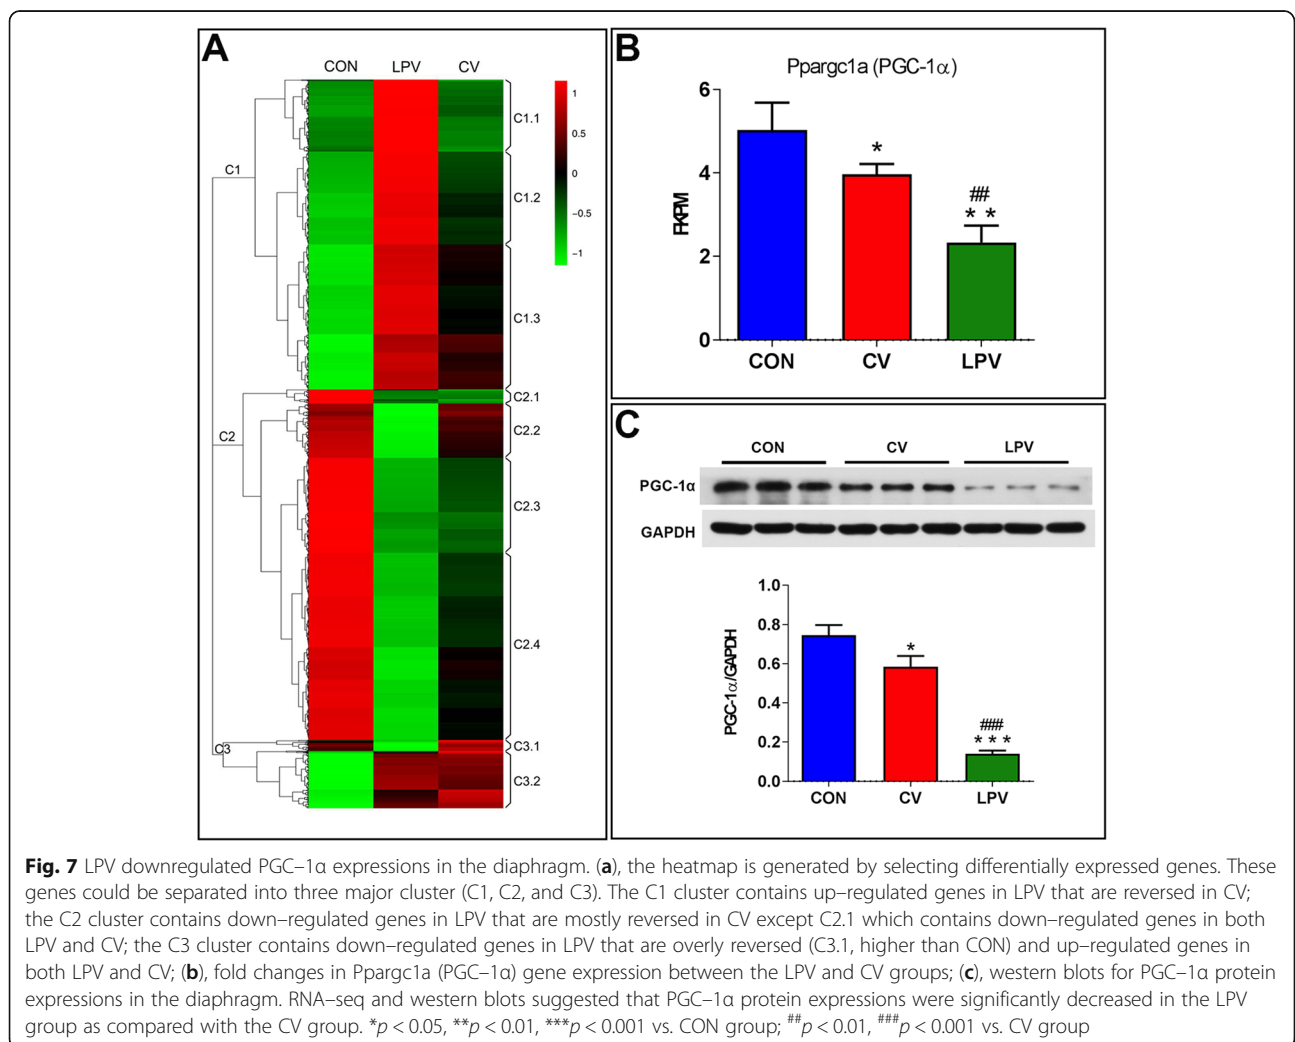 A
CON LPV CV
1
0.5
0
−0.5
−1
C1
C2
C3
C1.1
C1.2
C1.3
C2.1
C2.2
C2.3
C2.4
C3.1
C3.2
B
Ppargc1a (PGC-1α)
6
4
2
0
FKPM
*
##
* *
CON CV LPV
C
CON CV LPV
PGC-1α
GAPDH
1.0
0.8
0.6
0.4
0.2
0.0
PGC-1α/GAPDH
*
###
* * *
CON CV LPV
Fig. 7 LPV downregulated PGC–1α expressions in the diaphragm. (a), the heatmap is generated by selecting differentially expressed genes. These
genes could be separated into three major cluster (C1, C2, and C3). The C1 cluster contains up–regulated genes in LPV that are reversed in CV;
the C2 cluster contains down–regulated genes in LPV that are mostly reversed in CV except C2.1 which contains down–regulated genes in both
LPV and CV; the C3 cluster contains down–regulated genes in LPV that are overly reversed (C3.1, higher than CON) and up–regulated genes in
both LPV and CV; (b), fold changes in Ppargc1a (PGC–1α) gene expression between the LPV and CV groups; (c), western blots for PGC–1α protein
expressions in the diaphragm. RNA–seq and western blots suggested that PGC–1α protein expressions were significantly decreased in the LPV
group as compared with the CV group. *p < 0.05, **p < 0.01, ***p < 0.001 vs. CON group; ##p < 0.01, ###p < 0.001 vs. CV group